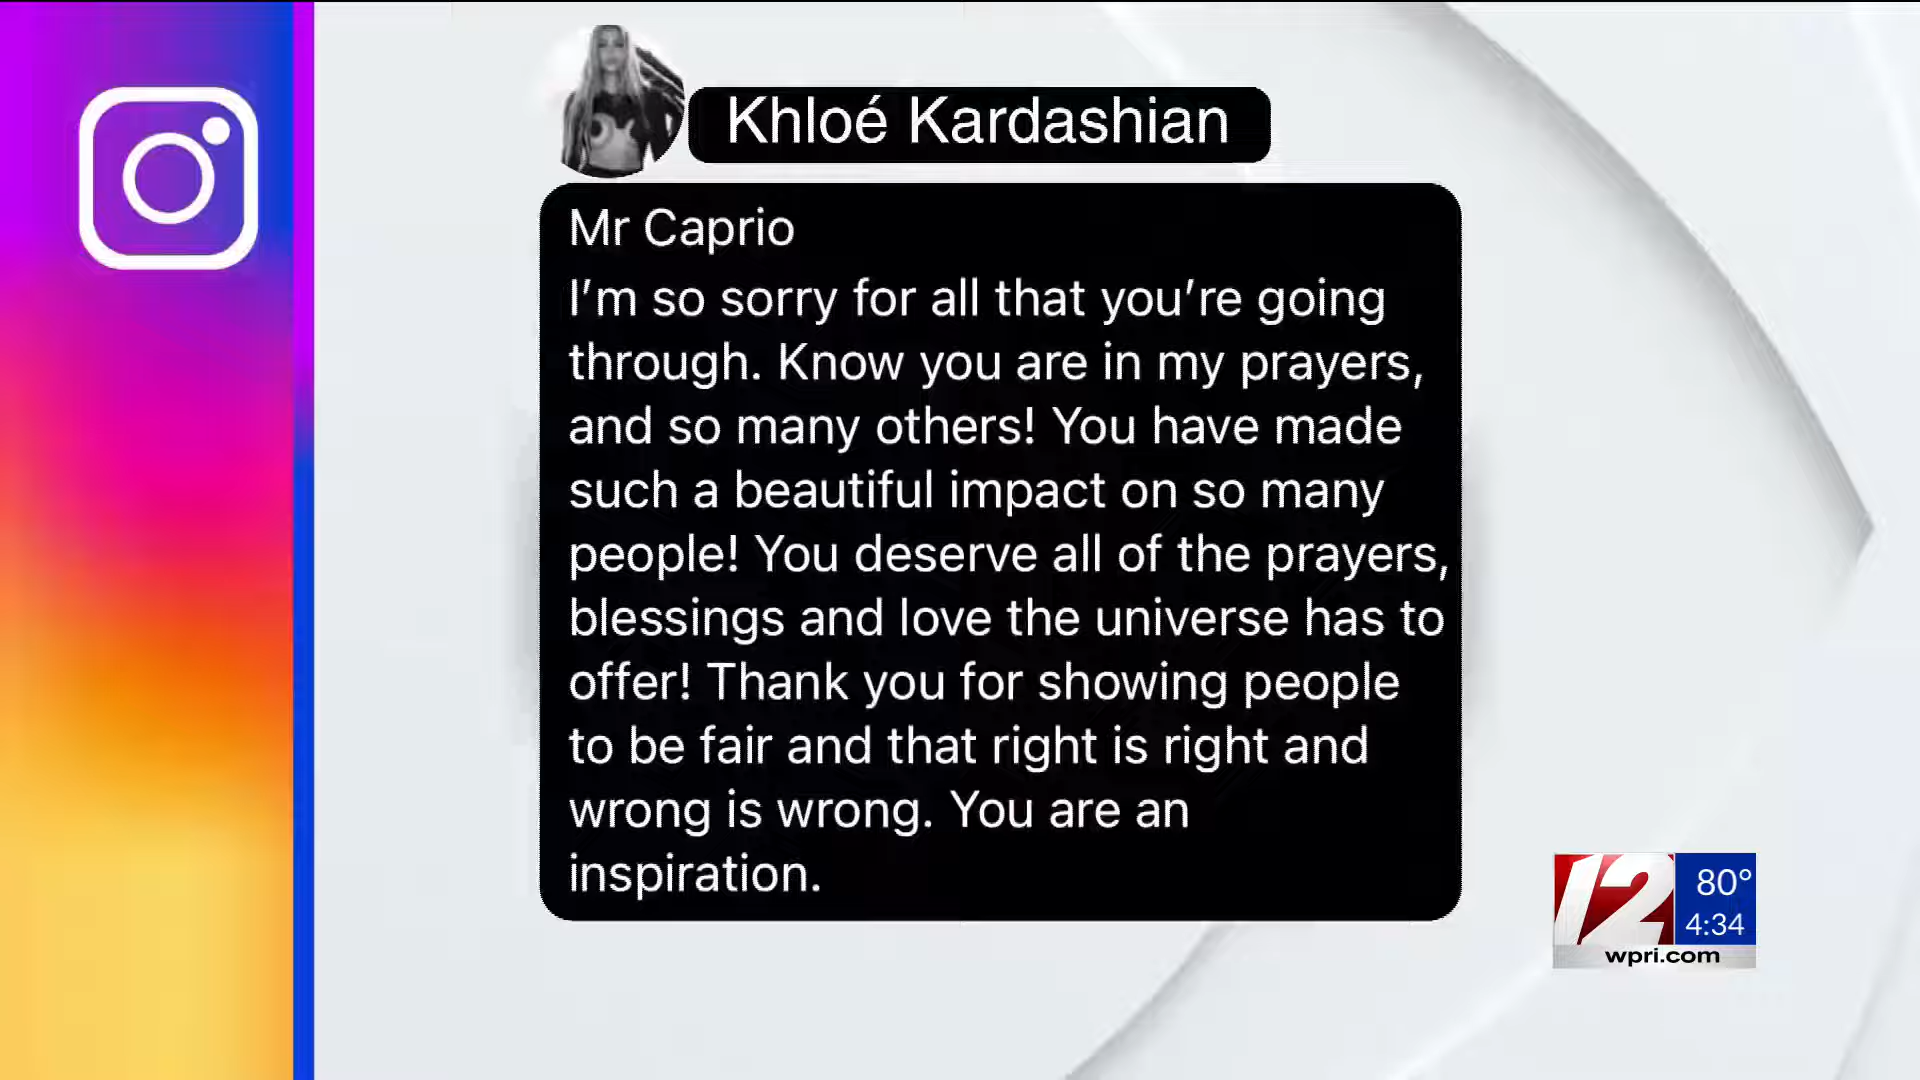 Khloé Kardashian
Mr Caprio
I'm so sorry for all that you're going
through. Know you are in my prayers,
and so many others! You have made
such a beautiful impact on so many
people! You deserve all of the prayers,
blessings and love the universe has to
offer! Thank you for showing people
to be fair and that right is right and
wrong is wrong. You are an
inspiration.
12
80°
4:34
wpri.com